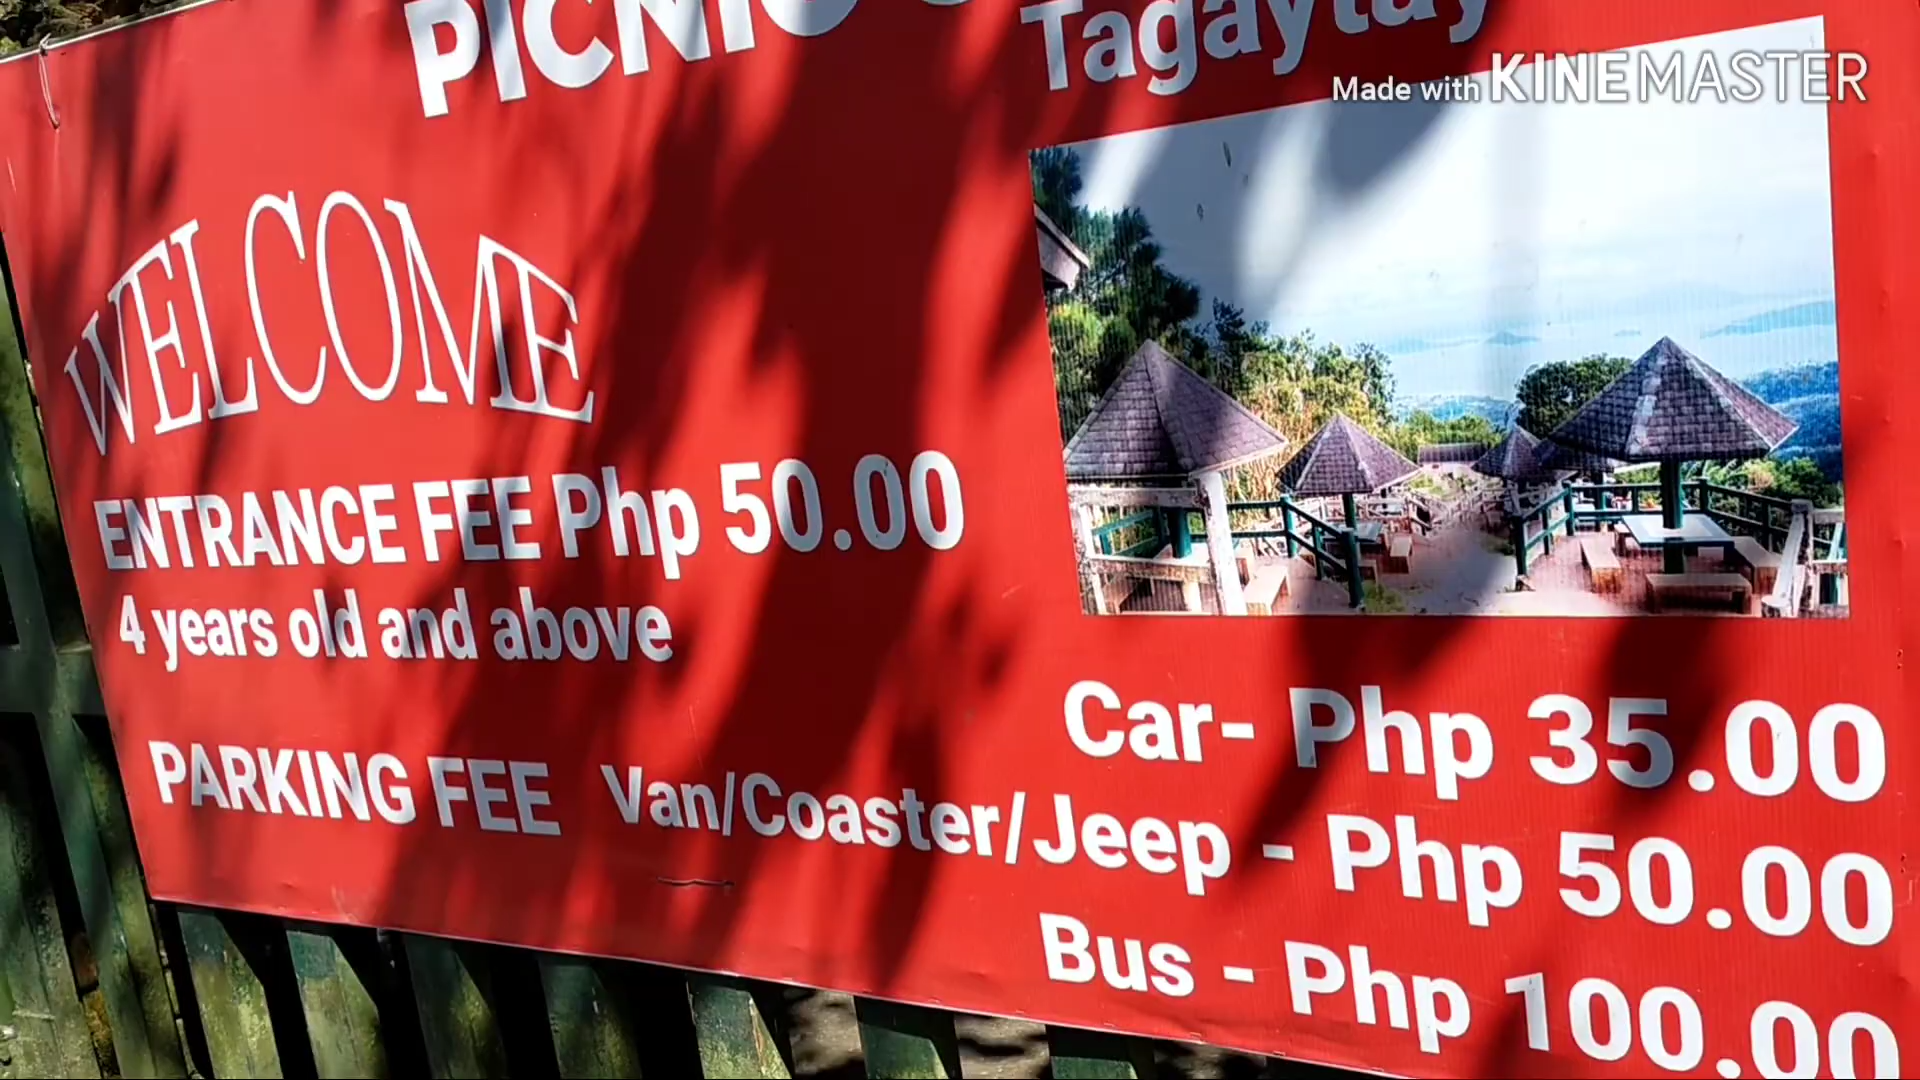 PICNIC
Tagaytay
Made with KINEMASTER
WELCOME
ENTRANCE FEE Php 50.00
4 years old and above
Car- Php 35.00
PARKING FEE Van/Coaster/Jeep - Php 50.00
Bus - Php 100.00